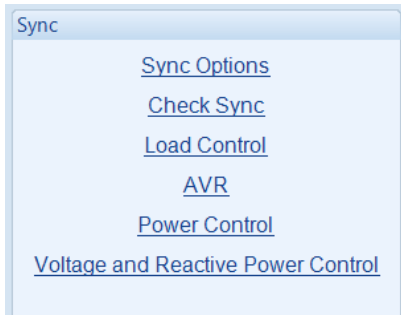 Sync
Sync Options
Check Sync
Load Control
AVR
Power Control
Voltage and Reactive Power Control